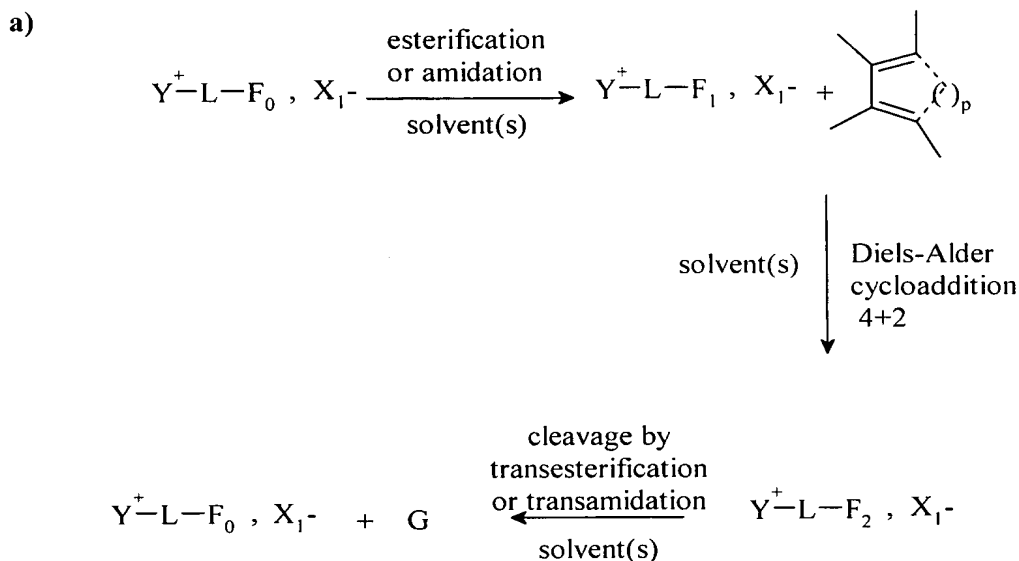 a)
esterification
or amidation
Y⁺–L–F₀ , X₁- solvent(s) Y⁺–L–F₁ , X₁- + ( )ₚ
solvent(s) Diels-Alder
cycloaddition
4+2
cleavage by
transesterification
or transamidation
Y⁺–L–F₀ , X₁- + G solvent(s) Y⁺–L–F₂ , X₁-